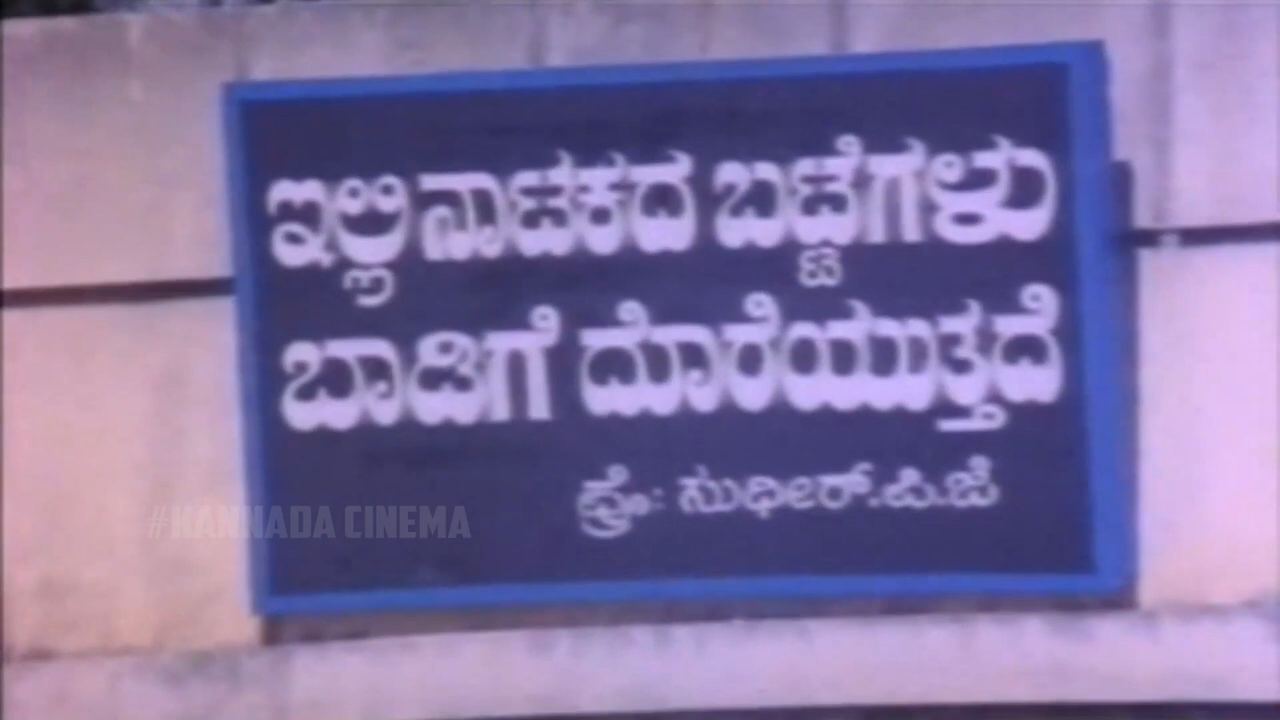 ಇಲ್ಲಿ ನಾಟಕದ ಬಟ್ಟೆಗಳು
ಬಾಡಿಗೆ ದೊರೆಯುತ್ತದೆ
ಪ್ರೊ: ಸುಧೀರ್.ಪಿ.ಜೆ
#KANNADA CINEMA